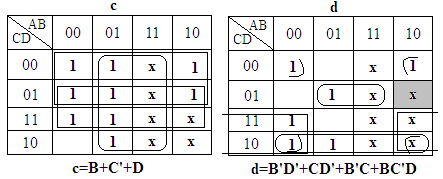 c d
AB AB
CD 00 01 11 10 CD 00 01 11 10
00 1 1 x 1 00 1 x 1
01 1 1 x 1 01 1 x x
11 1 1 x x 11 1 x
10 1 x 10 1 1 x x
c=B+C'+D d=B'D'+CD'+B'C+BC'D